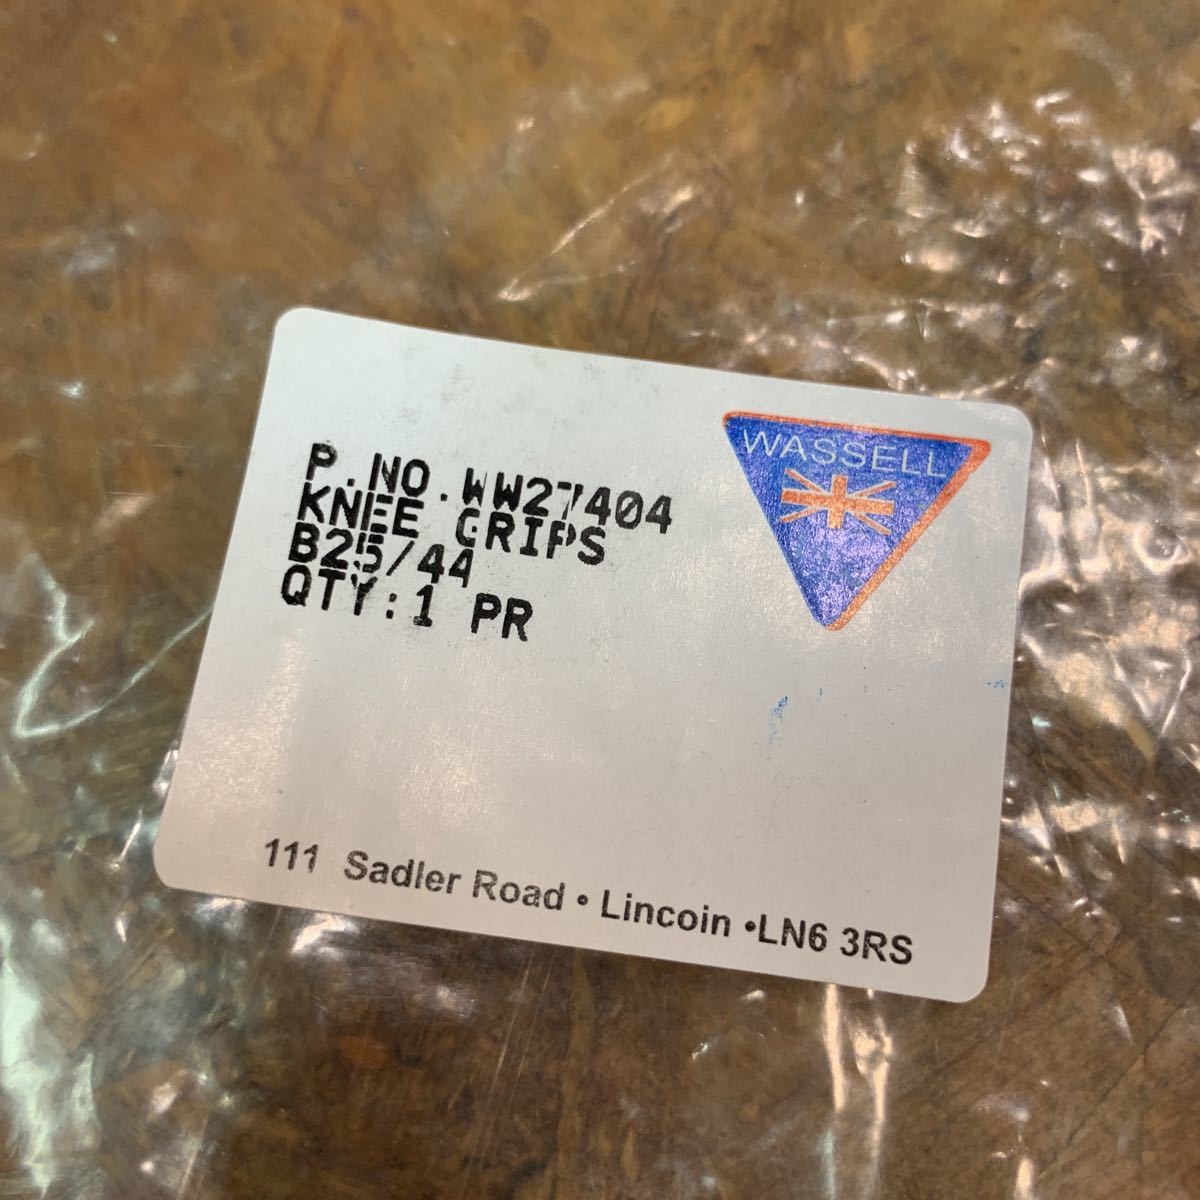 WASSELL
P.NO.WW27404
KNEE GRIPS
B25/44
QTY:1 PR
111 Sadler Road • Lincoin •LN6 3RS